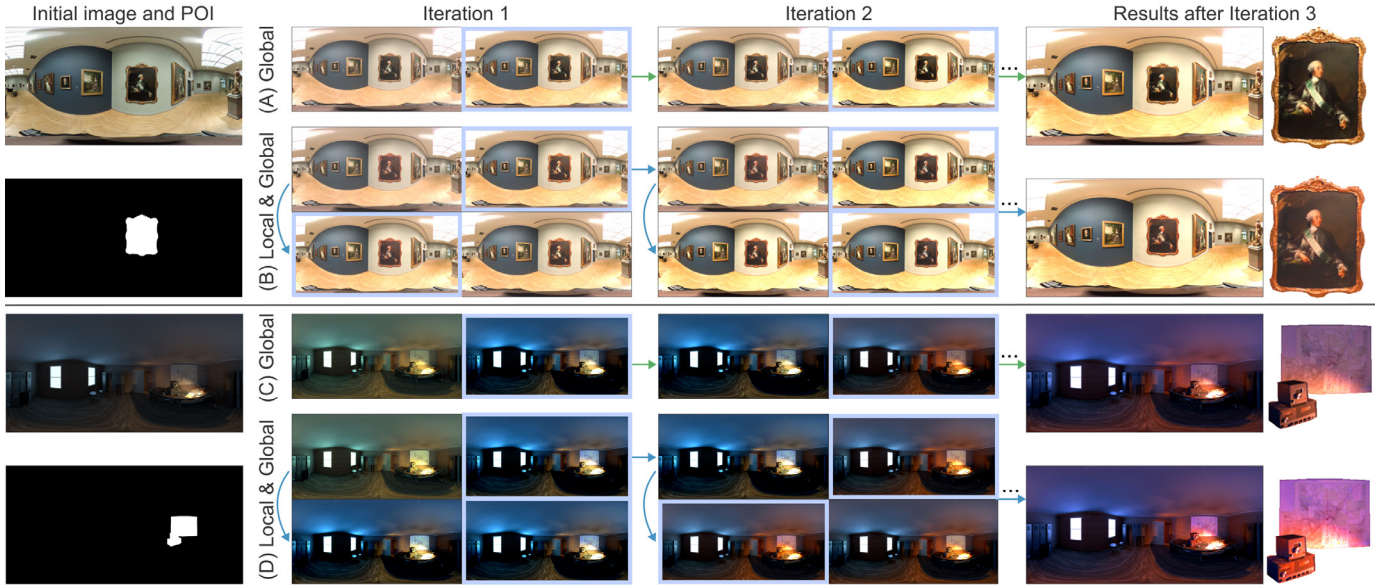 Initial image and POI
Iteration 1
Iteration 2
Results after Iteration 3
(A) Global
...
(B) Local & Global
...
(C) Global
...
(D) Local & Global
...